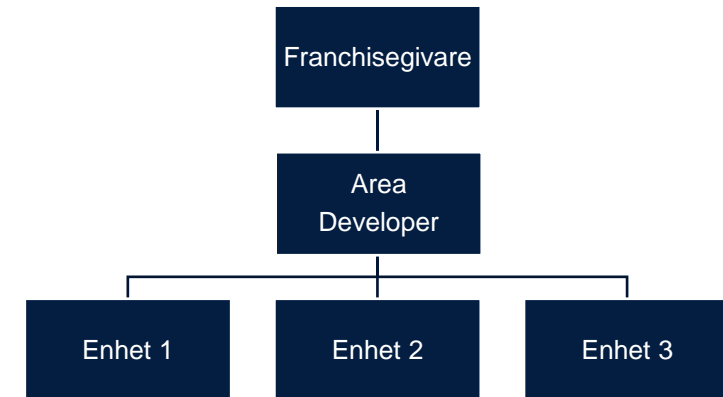 Franchisegivare
Area
Developer
Enhet 1
Enhet 2
Enhet 3